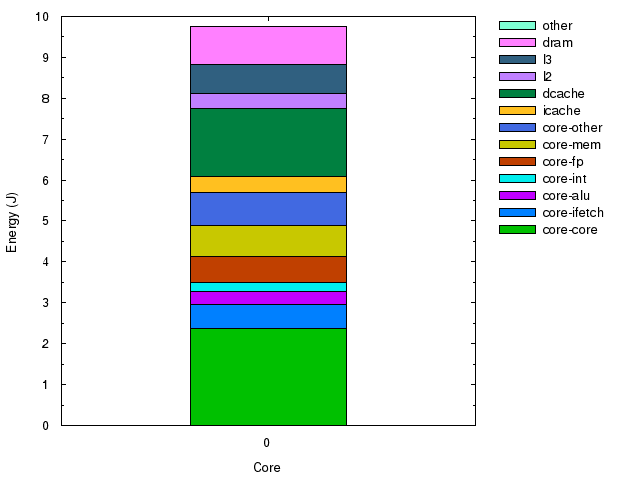 10
9
8
7
6
5
4
3
2
1
0
Energy (J)
0
Core
other
dram
l3
l2
dcache
icache
core-other
core-mem
core-fp
core-int
core-alu
core-ifetch
core-core